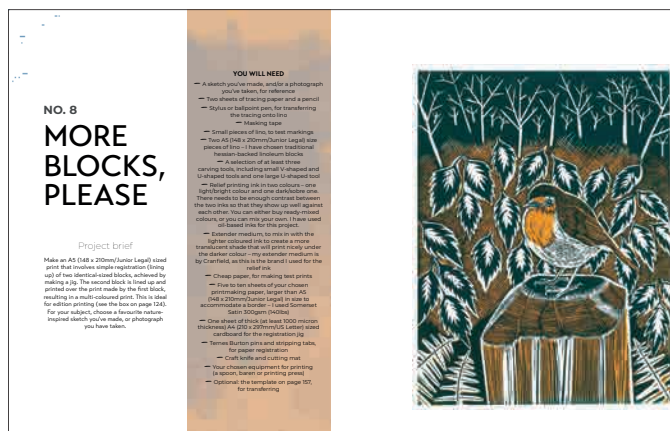 NO. 8
MORE
BLOCKS,
PLEASE
Project brief
Make an A5 (148 x 210mm/Junior Legal) sized
print that involves simple registration (lining
up) of two identical-sized blocks, achieved by
making a jig. The second block is lined up and
printed over the print made by the first block,
resulting in a multi-coloured print. This is ideal
for edition printing (see the box on page 124).
For your subject, choose a favourite nature-
inspired sketch you've made, or photograph
you have taken.
YOU WILL NEED
— A sketch you've made, and/or a photograph
you've taken, for reference
— Two sheets of tracing paper and a pencil
— Stylus or ballpoint pen, for transferring
the tracing onto lino
— Masking tape
— Small pieces of lino, to test markings
— Two A5 (148 x 210mm/Junior Legal) size
pieces of lino – I have chosen traditional
hessian-backed linoleum blocks
— A selection of at least three
carving tools, including small V-shaped and
U-shaped tools and one large U-shaped tool
— Relief printing ink in two colours – one
light/bright colour and one dark/sobre one.
There needs to be enough contrast between
the two inks so that they show up well against
each other. You can either buy ready-mixed
colours, or you can mix your own. I have used
oil-based inks for this project.
— Extender medium, to mix in with the
lighter coloured ink to create a more
translucent shade that will print nicely under
the darker colour – my extender medium is
by Cranfield, as this is the brand I used for the
relief ink
— Cheap paper, for making test prints
— Five to ten sheets of your chosen
printmaking paper, larger than A5
(148 x 210mm/Junior Legal) in size to
accommodate a border – I used Somerset
Satin 300gsm (140lbs)
— One sheet of thick (at least 1000 micron
thickness) A4 (210 x 297mm/US Letter) sized
cardboard for the registration jig
— Ternes Burton pins and stripping tabs,
for paper registration
— Craft knife and cutting mat
— Your chosen equipment for printing
(a spoon, baren or printing press)
— Optional: the template on page 157,
for transferring